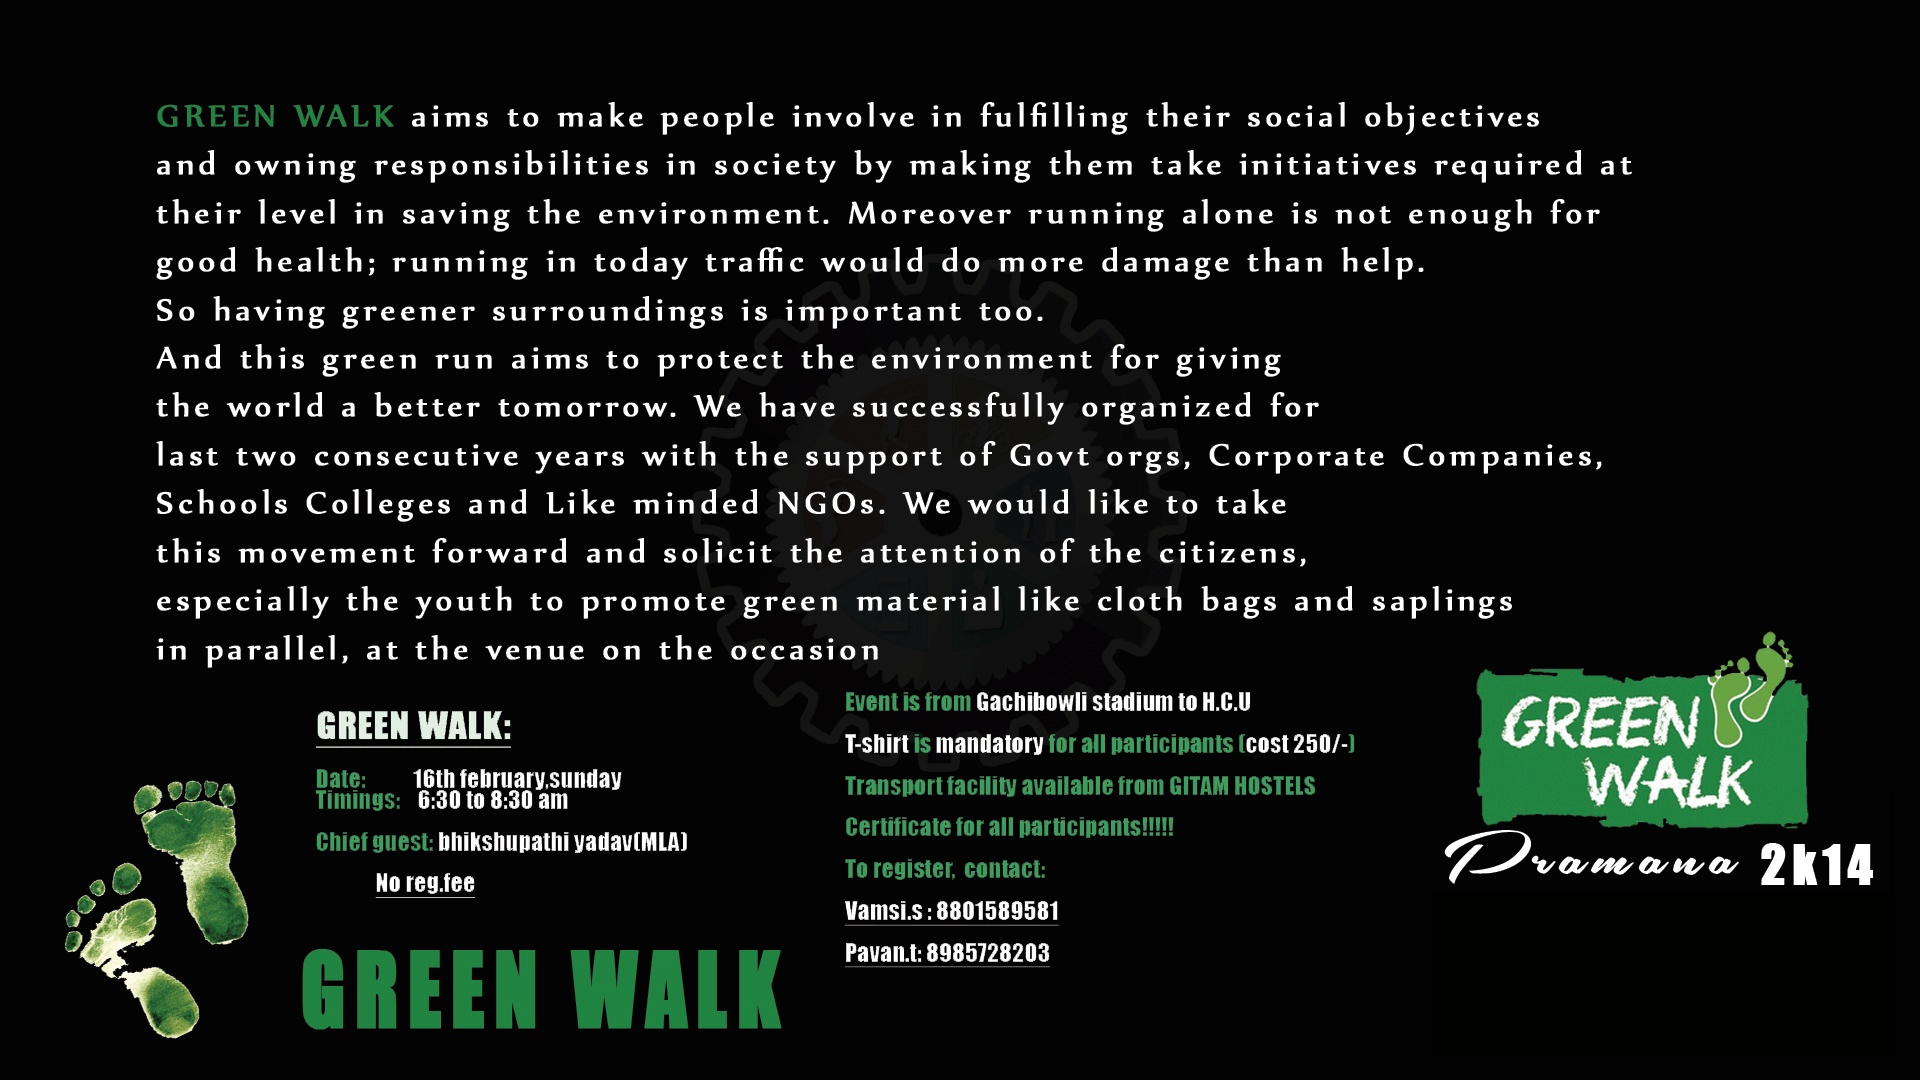 GREEN WALK aims to make people involve in fulfilling their social objectives
and owning responsibilities in society by making them take initiatives required at
their level in saving the environment. Moreover running alone is not enough for
good health; running in today traffic would do more damage than help.
So having greener surroundings is important too.
And this green run aims to protect the environment for giving
the world a better tomorrow. We have successfully organized for
last two consecutive years with the support of Govt orgs, Corporate Companies,
Schools Colleges and Like minded NGOs. We would like to take
this movement forward and solicit the attention of the citizens,
especially the youth to promote green material like cloth bags and saplings
in parallel, at the venue on the occasion
GREEN WALK:
Date: 16th february,sunday
Timings: 6:30 to 8:30 am
Chief guest: bhikshupathi yadav(MLA)
No reg.fee
GREEN WALK
Event is from Gachibowli stadium to H.C.U
T-shirt is mandatory for all participants (cost 250/-)
Transport facility available from GITAM HOSTELS
Certificate for all participants!!!!!
To register, contact:
Vamsi.s : 8801589581
Pavan.t: 8985728203
GREEN
WALK
Pramana 2k14